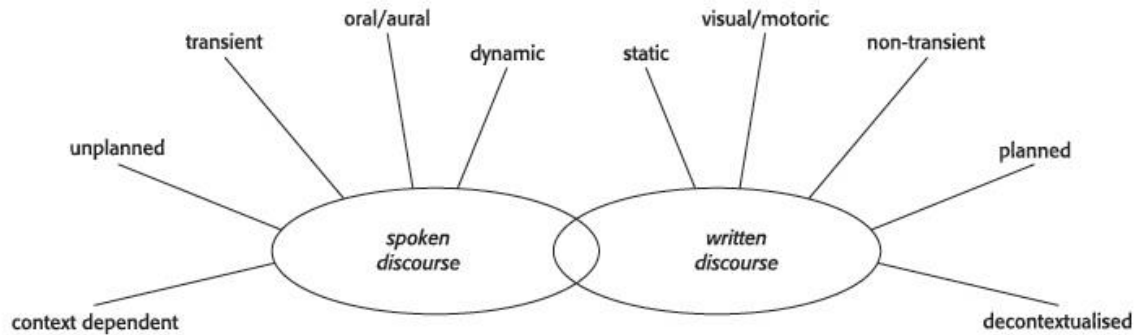 oral/aural
visual/motoric
transient
dynamic
static
non-transient
unplanned
planned
spoken
discourse
written
discourse
context dependent
decontextualised